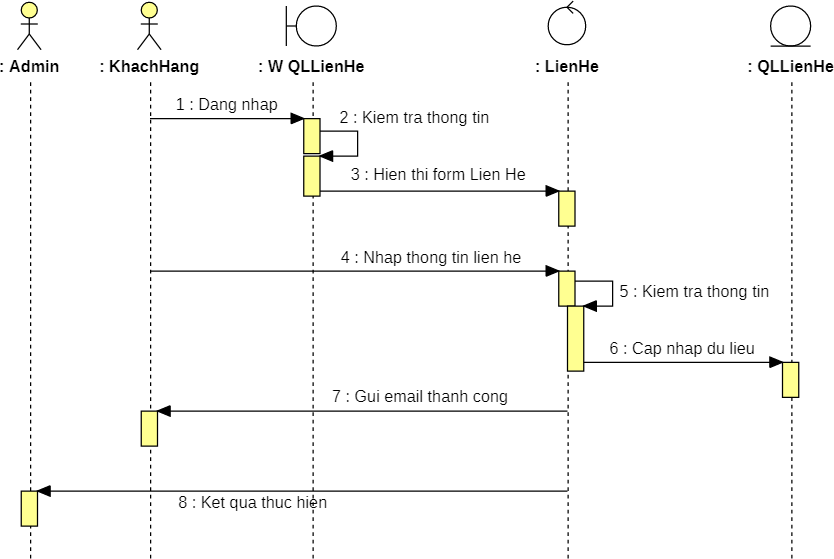 : Admin
: KhachHang
: W QLLienHe
: LienHe
: QLLienHe
1 : Dang nhap
2 : Kiem tra thong tin
3 : Hien thi form Lien He
4 : Nhap thong tin lien he
5 : Kiem tra thong tin
6 : Cap nhap du lieu
7 : Gui email thanh cong
8 : Ket qua thuc hien